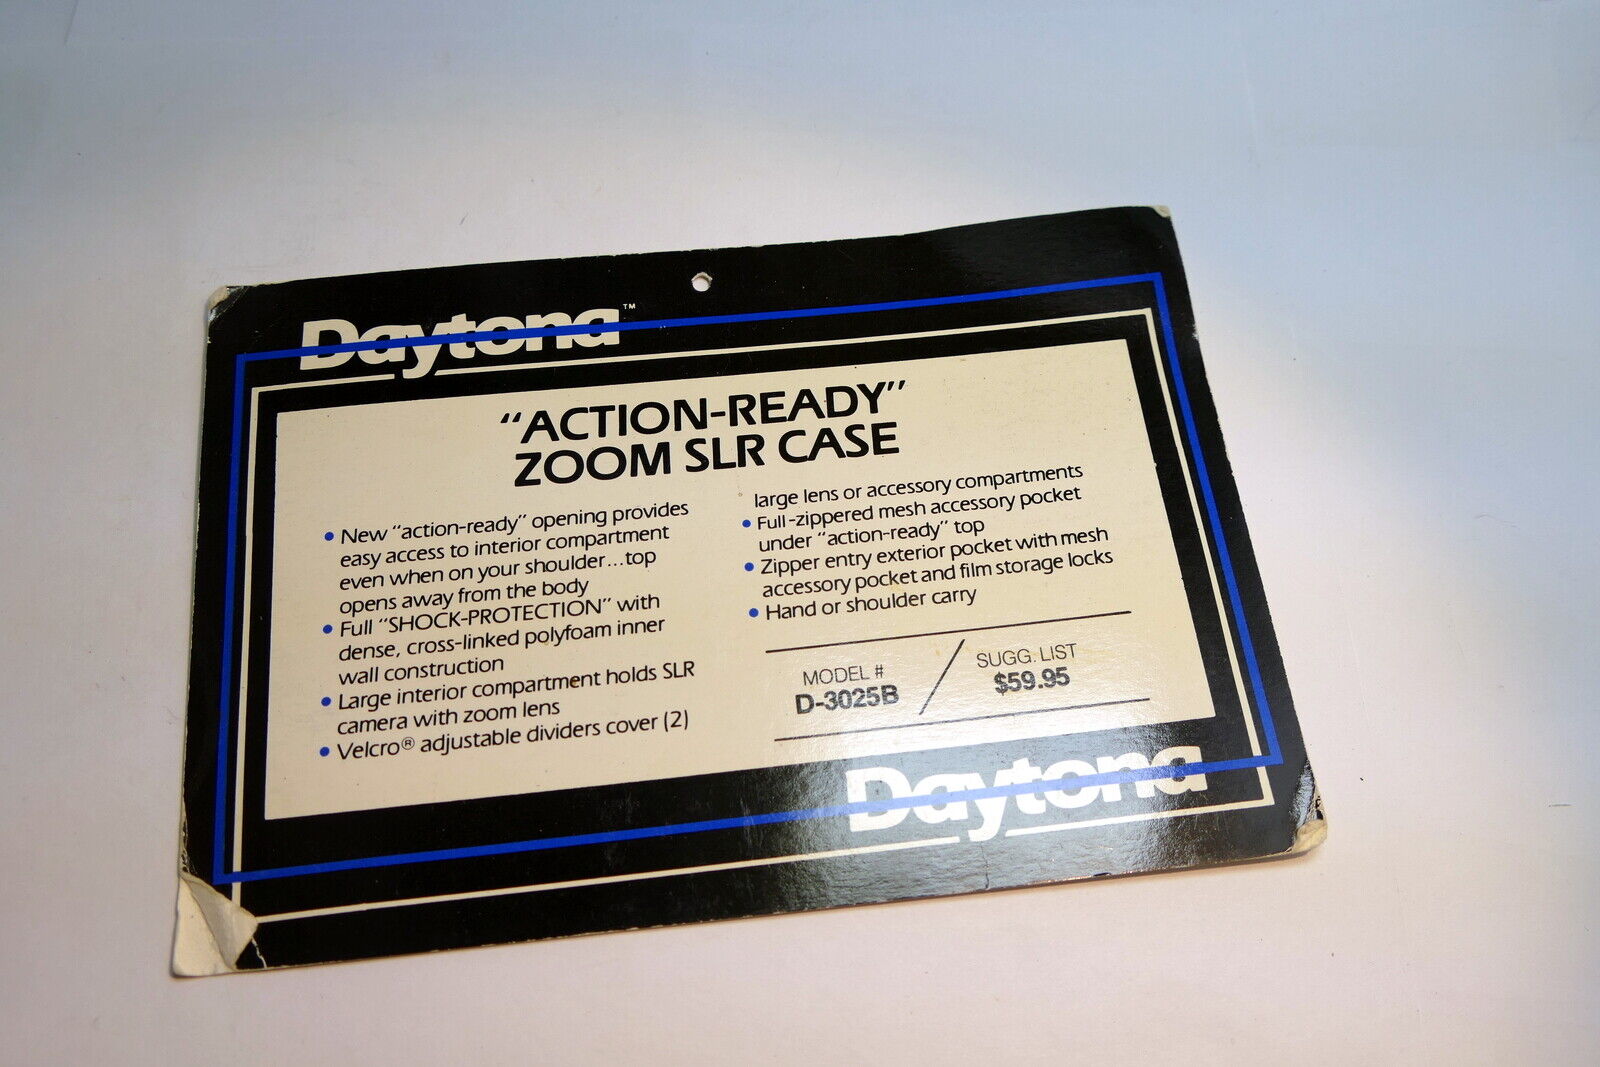 Daytona™
“ACTION-READY”
ZOOM SLR CASE
• New “action-ready” opening provides
easy access to interior compartment
even when on your shoulder...top
opens away from the body
• Full “SHOCK-PROTECTION” with
dense, cross-linked polyfoam inner
wall construction
• Large interior compartment holds SLR
camera with zoom lens
• Velcro® adjustable dividers cover (2)
large lens or accessory compartments
• Full-zippered mesh accessory pocket
under “action-ready” top
• Zipper entry exterior pocket with mesh
accessory pocket and film storage locks
• Hand or shoulder carry
MODEL #
D-3025B
SUGG. LIST
$59.95
Daytona